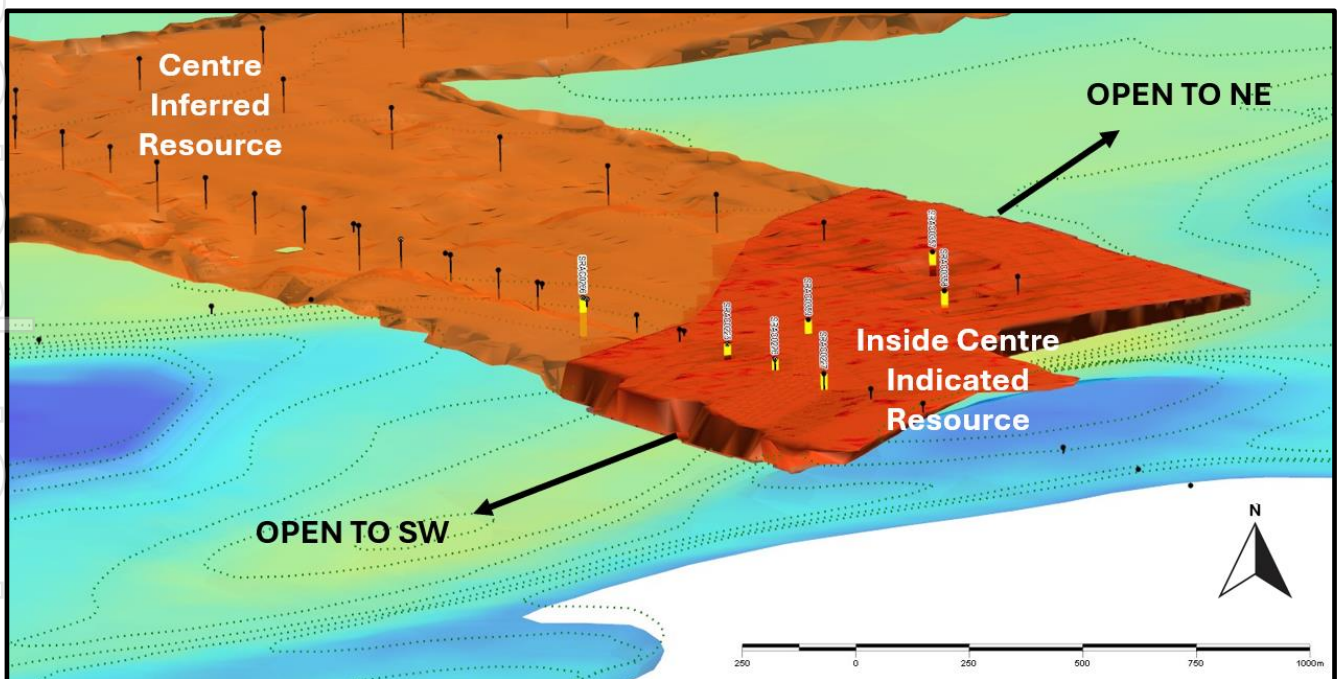 Centre
Inferred
Resource
OPEN TO NE
Inside Centre
Indicated
Resource
OPEN TO SW
N
250 0 250 500 750 1000m